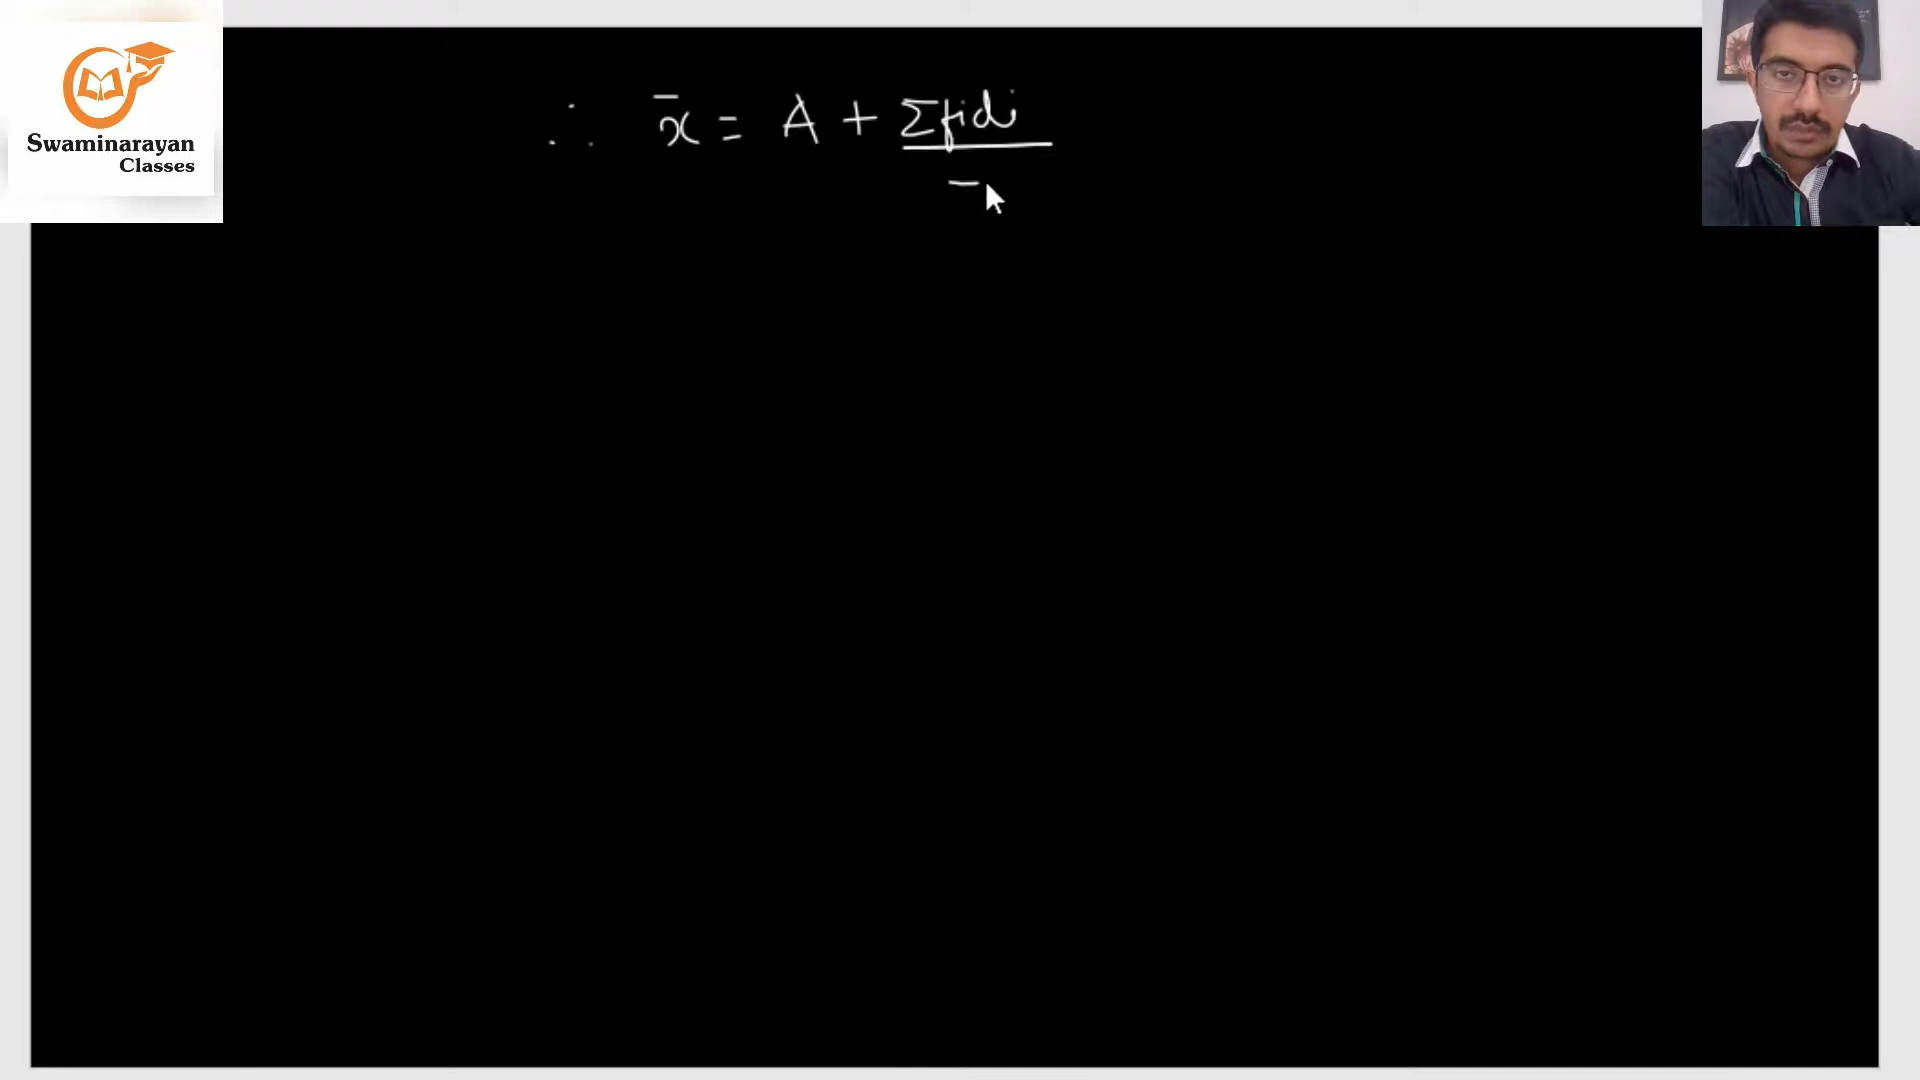 Swaminarayan
Classes
∴ x̄ = A + Σfidi